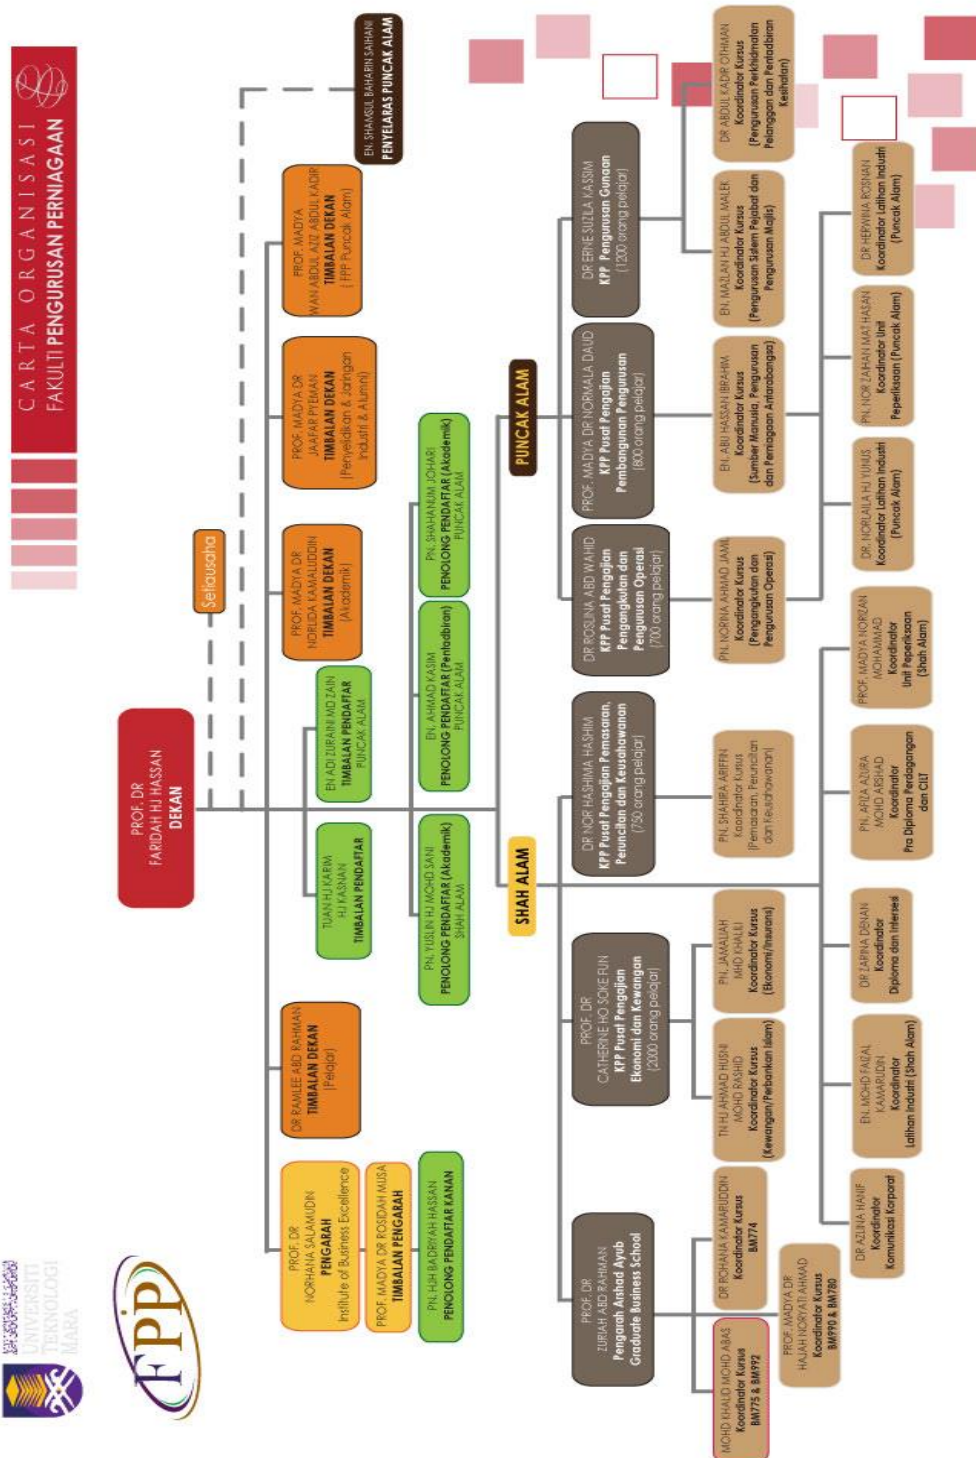 UNIVERSITI
TEKNOLOGI
MARA
FPP
CARTA ORGANISASI
FAKULTI PENGURUSAN PERNIAGAAN
PROF. DR
FARIDAH HJ HASSAN
DEKAN
Setiausaha
EN. SHAMSUL BAHARIN SAIHANI
PENYELARAS PUNCAK ALAM
PROF. DR
NORHANA SALAMUDIN
PENGARAH
Institute of Business Excellence
PROF. MADYA DR ROSIDAH MUSA
TIMBALAN PENGARAH
PN. HJH BADRIYAH HASSAN
PENOLONG PENDAFTAR KANAN
DR RAMLEE ABD RAHMAN
TIMBALAN DEKAN
(Pelajar)
PROF. MADYA DR
NORLIDA KAMALUDDIN
TIMBALAN DEKAN
(Akademik)
PROF. MADYA DR
JAAFAR PYEMAN
TIMBALAN DEKAN
(Penyelidikan & Jaringan
Industri & Alumni)
PROF. MADYA
WAN ABDUL AZIZ ABDUL KADIR
TIMBALAN DEKAN
( FPP Puncak Alam)
TUAN HJ KARIM
HJ KASNAN
TIMBALAN PENDAFTAR
EN ADI ZURAINI MD ZAIN
TIMBALAN PENDAFTAR
PUNCAK ALAM
PN. YUSLIN HJ MOHD SANI
PENOLONG PENDAFTAR (Akademik)
SHAH ALAM
EN. AHMAD KASIM
PENOLONG PENDAFTAR (Pentadbiran)
PUNCAK ALAM
PN. SHAHANUM JOHARI
PENOLONG PENDAFTAR (Akademik)
PUNCAK ALAM
SHAH ALAM
PUNCAK ALAM
PROF. DR
ZURIAH ABD RAHMAN
Pengarah Arshad Ayub
Graduate Business School
PROF. DR
CATHERINE HO SOKE FUN
KPP Pusat Pengajian
Ekonomi dan Kewangan
(2000 orang pelajar)
DR NOR HASHIMA HASHIM
KPP Pusat Pengajian Pemasaran,
Peruncitan dan Keusahawanan
(750 orang pelajar)
DR ROSLINA ABD WAHID
KPP Pusat Pengajian
Pengangkutan dan
Pengurusan Operasi
(700 orang pelajar)
PROF. MADYA DR NORMALA DAUD
KPP Pusat Pengajian
Pembangunan Pengurusan
(800 orang pelajar)
DR ERNE SUZILA KASSIM
KPP Pengurusan Gunaan
(1200 orang pelajar)
MOHD KHALID MOHD ABAS
Koordinator Kursus
BM775 & BM992
DR ROHANA KAMARUDDIN
Koordinator Kursus
BM774
PROF. MADYA DR
HAJAH NORYATI AHMAD
Koordinator Kursus
BM990 & BM780
TN HJ AHMAD HUSNI
MOHD RASHID
Koordinator Kursus
(Kewangan/Perbankan Islam)
PN. JAMALIAH
MHD KHALILI
Koordinator Kursus
(Ekonomi/Insurans)
PN. SHAHIRA ARIFFIN
Koordinator Kursus
(Pemasaran, Peruncitan
dan Keusahawanan)
PN. NORINA AHMAD JAMIL
Koordinator Kursus
(Pengangkutan dan
Pengurusan Operasi)
EN. ABU HASSAN IBRAHIM
Koordinator Kursus
(Sumber Manusia, Pengurusan
dan Perniagaan Antarabangsa)
EN. MAZLAN HJ ABDUL MALEK
Koordinator Kursus
(Pengurusan Sistem Pejabat dan
Pengurusan Majlis)
DR ABDUL KADIR OTHMAN
Koordinator Kursus
(Pengurusan Perkhidmatan
Pelanggan dan Pentadbiran
Kesihatan)
DR AZLINA HANIF
Koordinator
Komunikasi Korporat
EN. MOHD FAIZAL
KAMARUDIN
Koordinator
Latihan Industri (Shah Alam)
DR ZARINA DENAN
Koordinator
Diploma dan Intersesi
PN. AFIZA AZURA
MOHD ARSHAD
Koordinator
Pra Diploma Perdagangan
dan CILT
PROF. MADYA NORIZAN
MOHAMMAD
Koordinator
Unit Peperiksaan
(Shah Alam)
DR. NORLAILA HJ YUNUS
Koordinator Latihan Industri
(Puncak Alam)
PN. NOR ZAIHAN MAT HASAN
Koordinator Unit
Peperiksaan (Puncak Alam)
DR HERWINA ROSNAN
Koordinator Latihan Industri
(Puncak Alam)